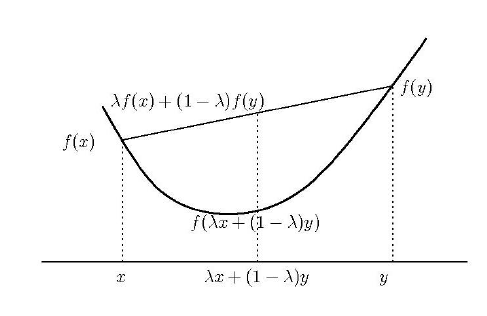 f(y)
λf(x) + (1 − λ)f(y)
f(x)
f(λx + (1 − λ)y)
x
λx + (1 − λ)y
y